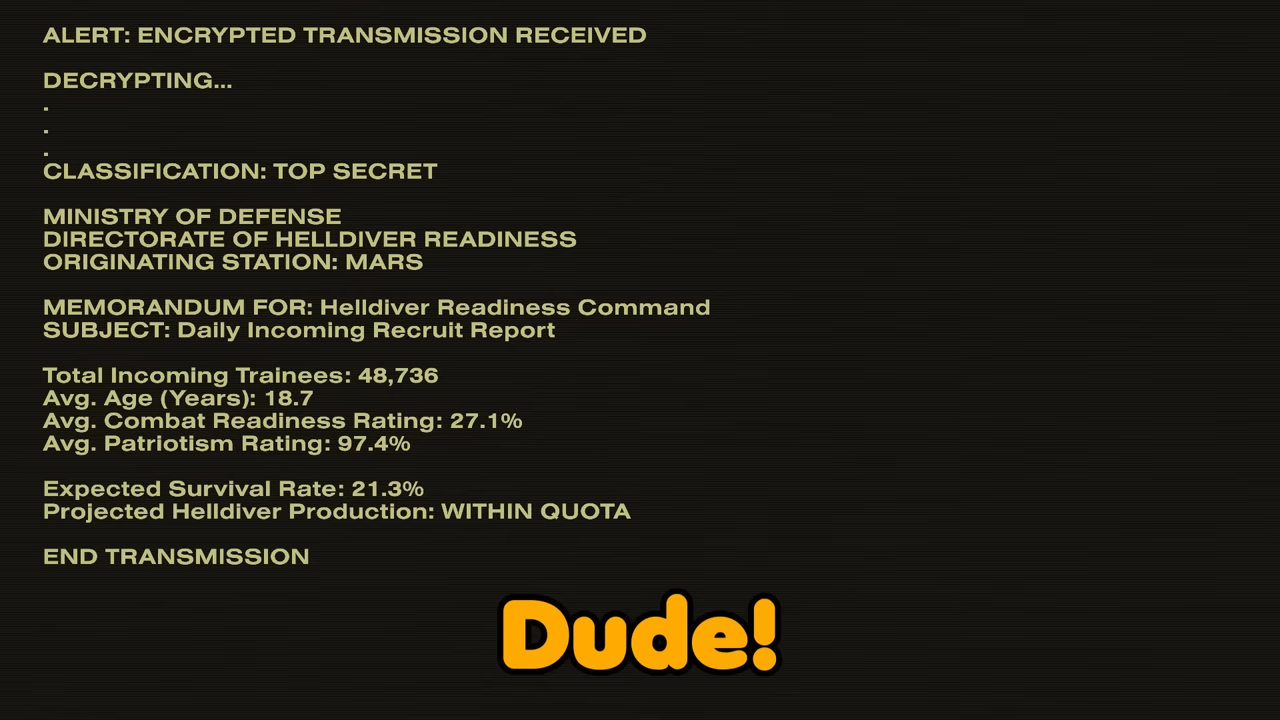 ALERT: ENCRYPTED TRANSMISSION RECEIVED
DECRYPTING...
.
.
.
CLASSIFICATION: TOP SECRET
MINISTRY OF DEFENSE
DIRECTORATE OF HELLDIVER READINESS
ORIGINATING STATION: MARS
MEMORANDUM FOR: Helldiver Readiness Command
SUBJECT: Daily Incoming Recruit Report
Total Incoming Trainees: 48,736
Avg. Age (Years): 18.7
Avg. Combat Readiness Rating: 27.1%
Avg. Patriotism Rating: 97.4%
Expected Survival Rate: 21.3%
Projected Helldiver Production: WITHIN QUOTA
END TRANSMISSION
Dude!